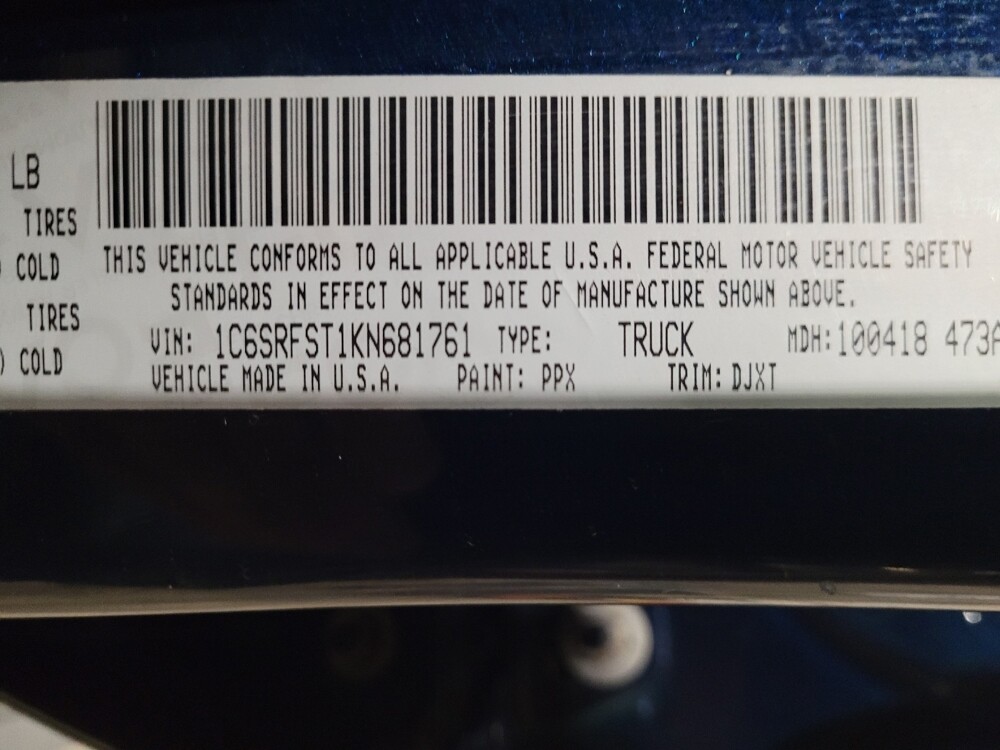 LB
TIRES
COLD
TIRES
) COLD
THIS VEHICLE CONFORMS TO ALL APPLICABLE U.S.A. FEDERAL MOTOR VEHICLE SAFETY
STANDARDS IN EFFECT ON THE DATE OF MANUFACTURE SHOWN ABOVE.
VIN: 1C6SRFST1KN681761 TYPE: TRUCK MDH:100418 473A
VEHICLE MADE IN U.S.A. PAINT: PPX TRIM: DJXT